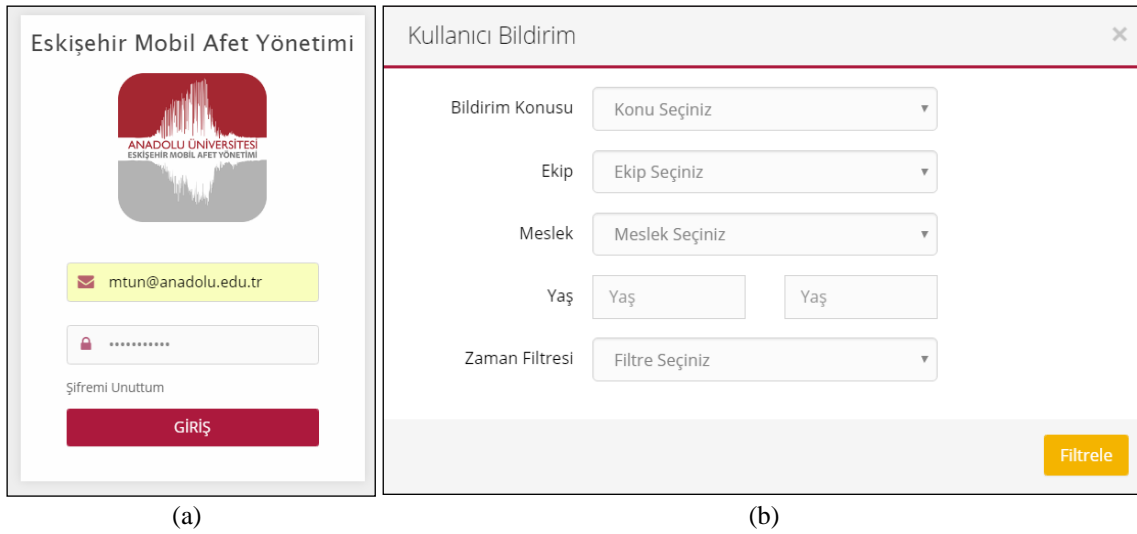 Eskişehir Mobil Afet Yönetimi
ANADOLU ÜNİVERSİTESİ
ESKİŞEHİR MOBİL AFET YÖNETİMİ
mtun@anadolu.edu.tr
Şifremi Unuttum
GİRİŞ
(a)
Kullanıcı Bildirim
Bildirim Konusu Konu Seçiniz
Ekip Ekip Seçiniz
Meslek Meslek Seçiniz
Yaş Yaş Yaş
Zaman Filtresi Filtre Seçiniz
Filtrele
(b)